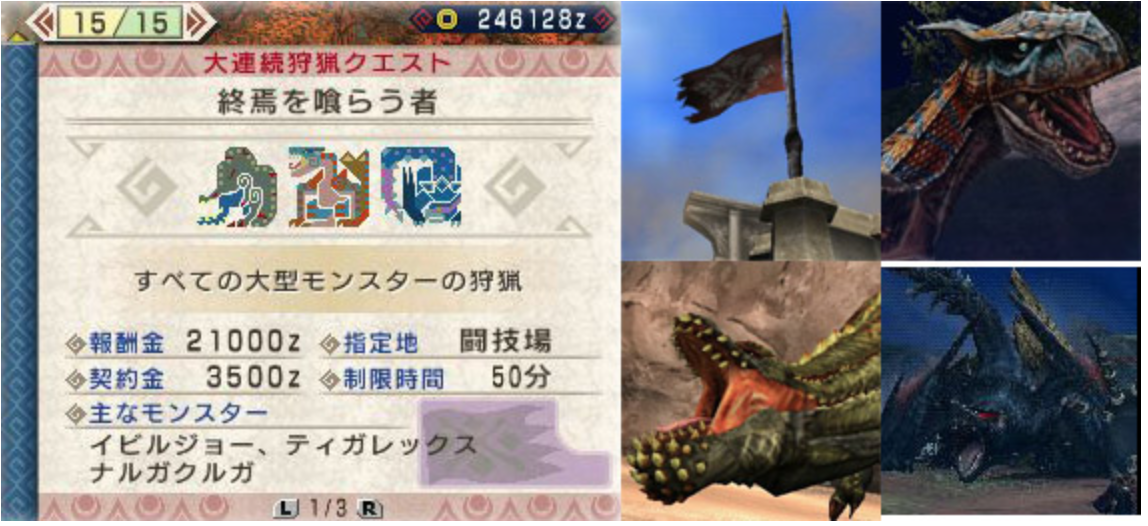 15/15
246128z
大連続狩猟クエスト
終焉を喰らう者
すべての大型モンスターの狩猟
報酬金 21000z 指定地 闘技場
契約金 3500z 制限時間 50分
主なモンスター
イビルジョー、ティガレックス
ナルガクルガ
L 1/3 R